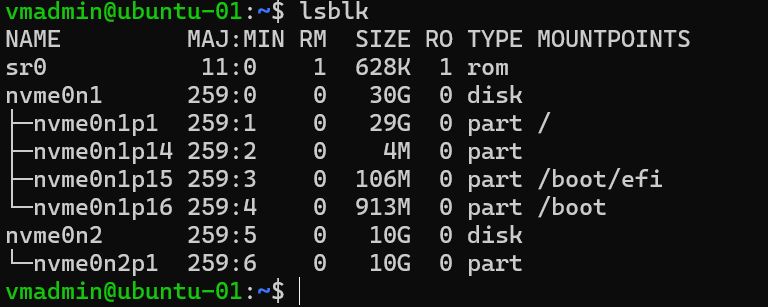 vmadmin@ubuntu-01:~$ lsblk
NAME         MAJ:MIN RM  SIZE RO TYPE MOUNTPOINTS
sr0           11:0    1  628K  1 rom
nvme0n1      259:0    0   30G  0 disk
├─nvme0n1p1  259:1    0   29G  0 part /
├─nvme0n1p14 259:2    0    4M  0 part
├─nvme0n1p15 259:3    0  106M  0 part /boot/efi
└─nvme0n1p16 259:4    0  913M  0 part /boot
nvme0n2      259:5    0   10G  0 disk
└─nvme0n2p1  259:6    0   10G  0 part
vmadmin@ubuntu-01:~$